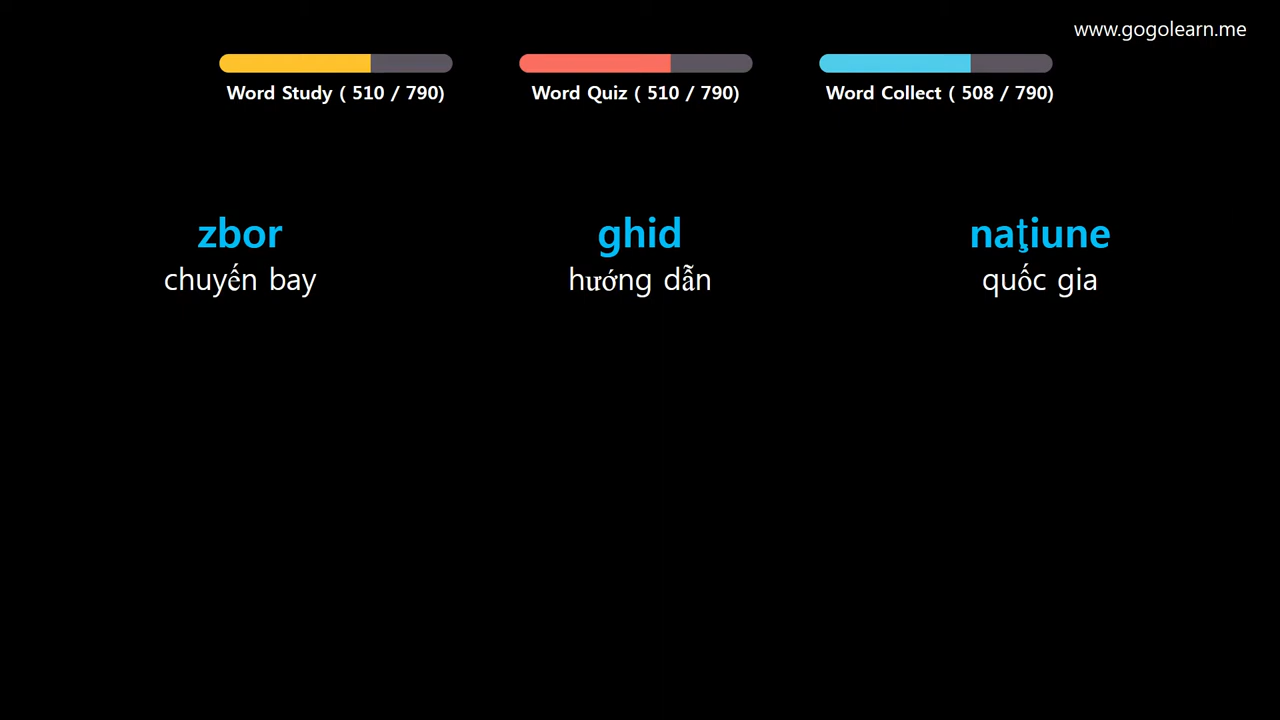 www.gogolearn.me
Word Study ( 510 / 790)
Word Quiz ( 510 / 790)
Word Collect ( 508 / 790)
zbor
chuyến bay
ghid
hướng dẫn
naţiune
quốc gia